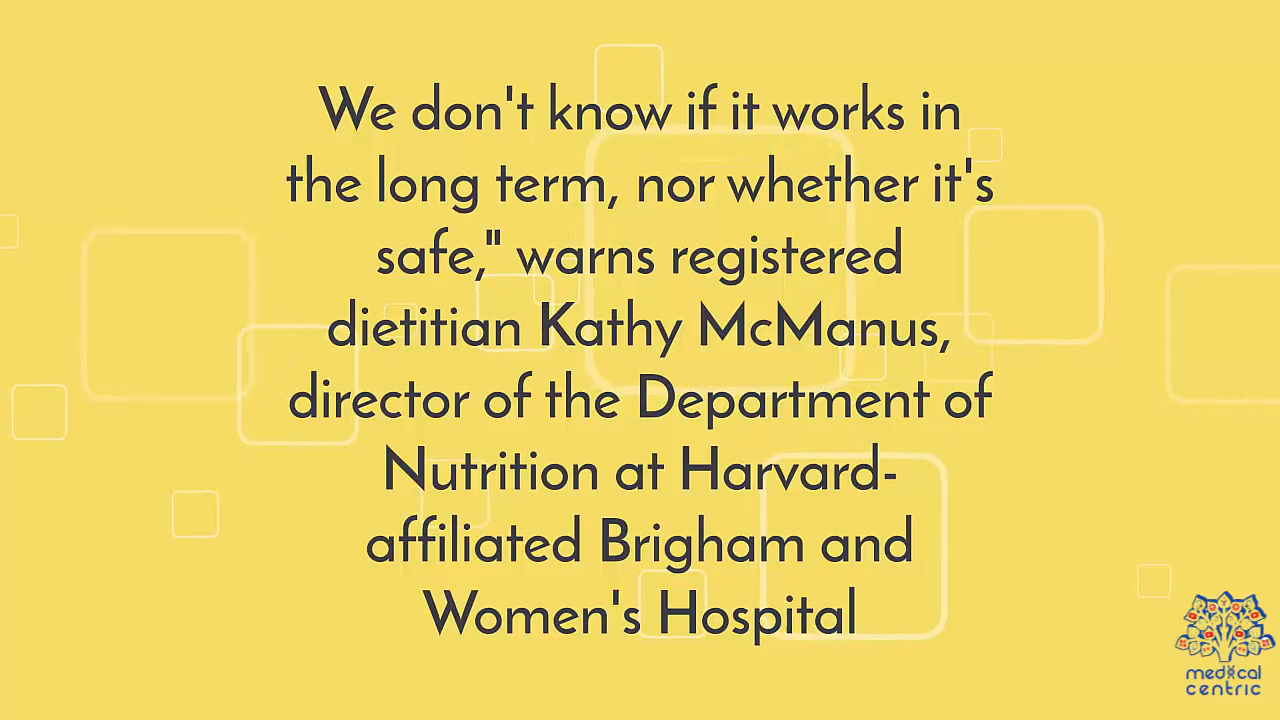 We don't know if it works in
the long term, nor whether it's
safe," warns registered
dietitian Kathy McManus,
director of the Department of
Nutrition at Harvard-
affiliated Brigham and
Women's Hospital
medical
centric